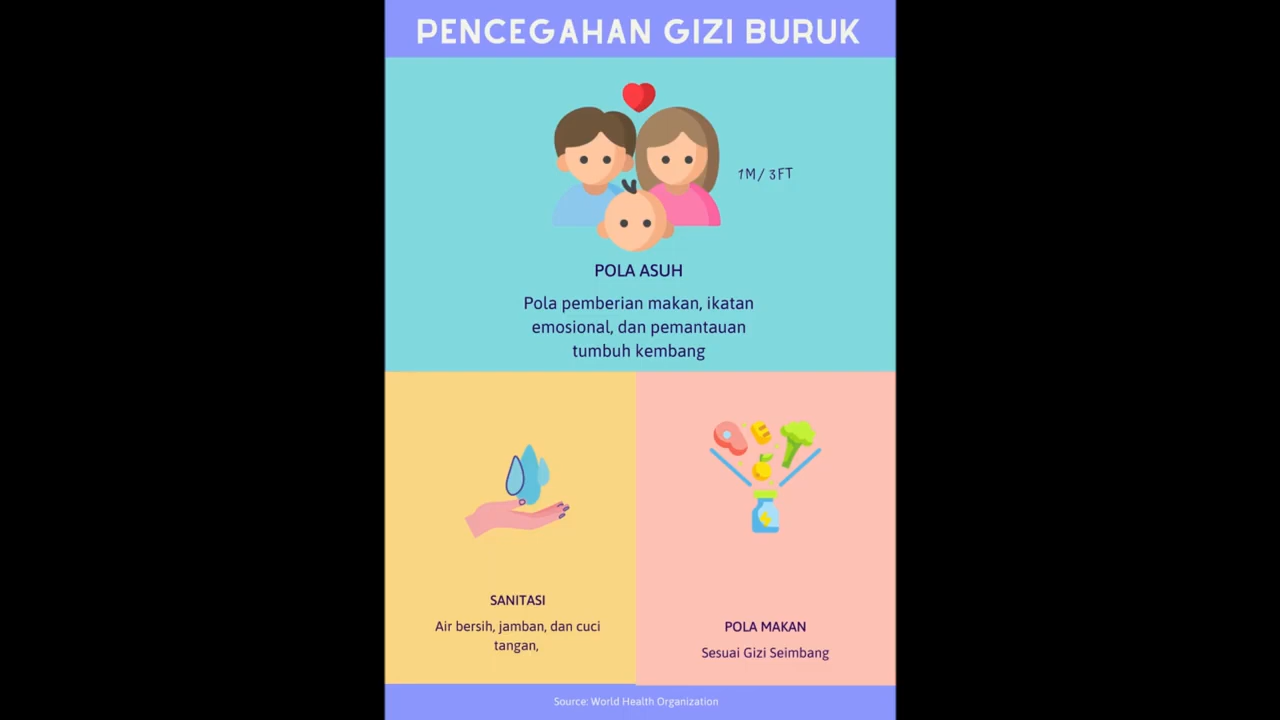 PENCEGAHAN GIZI BURUK
1M/ 3FT
POLA ASUH
Pola pemberian makan, ikatan
emosional, dan pemantauan
tumbuh kembang
SANITASI
Air bersih, jamban, dan cuci
tangan,
POLA MAKAN
Sesuai Gizi Seimbang
Source: World Health Organization